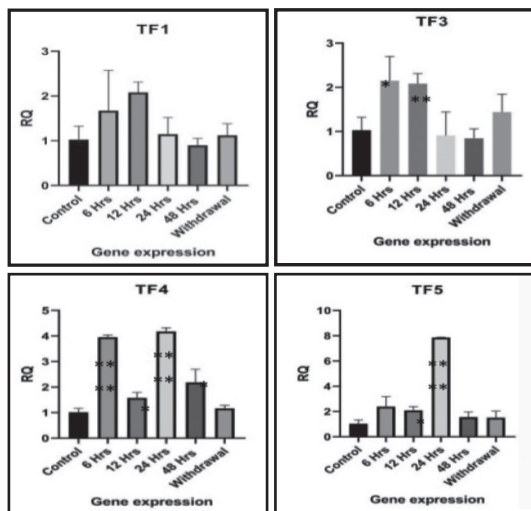 TF1
3
2
1
0
RQ
Control
6 Hrs
12 Hrs
24 Hrs
48 Hrs
Withdrawal
Gene expression
TF3
3
2
1
0
RQ
*
**
Control
6 Hrs
12 Hrs
24 Hrs
48 Hrs
Withdrawal
Gene expression
TF4
5
4
3
2
1
0
RQ
**
**
*
**
**
*
Control
6 Hrs
12 Hrs
24 Hrs
48 Hrs
Withdrawal
Gene expression
TF5
10
8
6
4
2
0
RQ
*
**
**
Control
6 Hrs
12 Hrs
24 Hrs
48 Hrs
Withdrawal
Gene expression